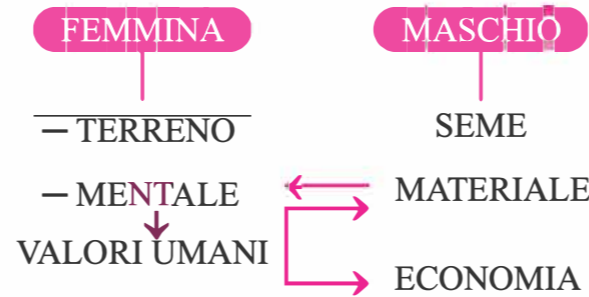 FEMMINA
MASCHIO
— TERRENO
SEME
— MENTALE
MATERIALE
VALORI UMANI
ECONOMIA